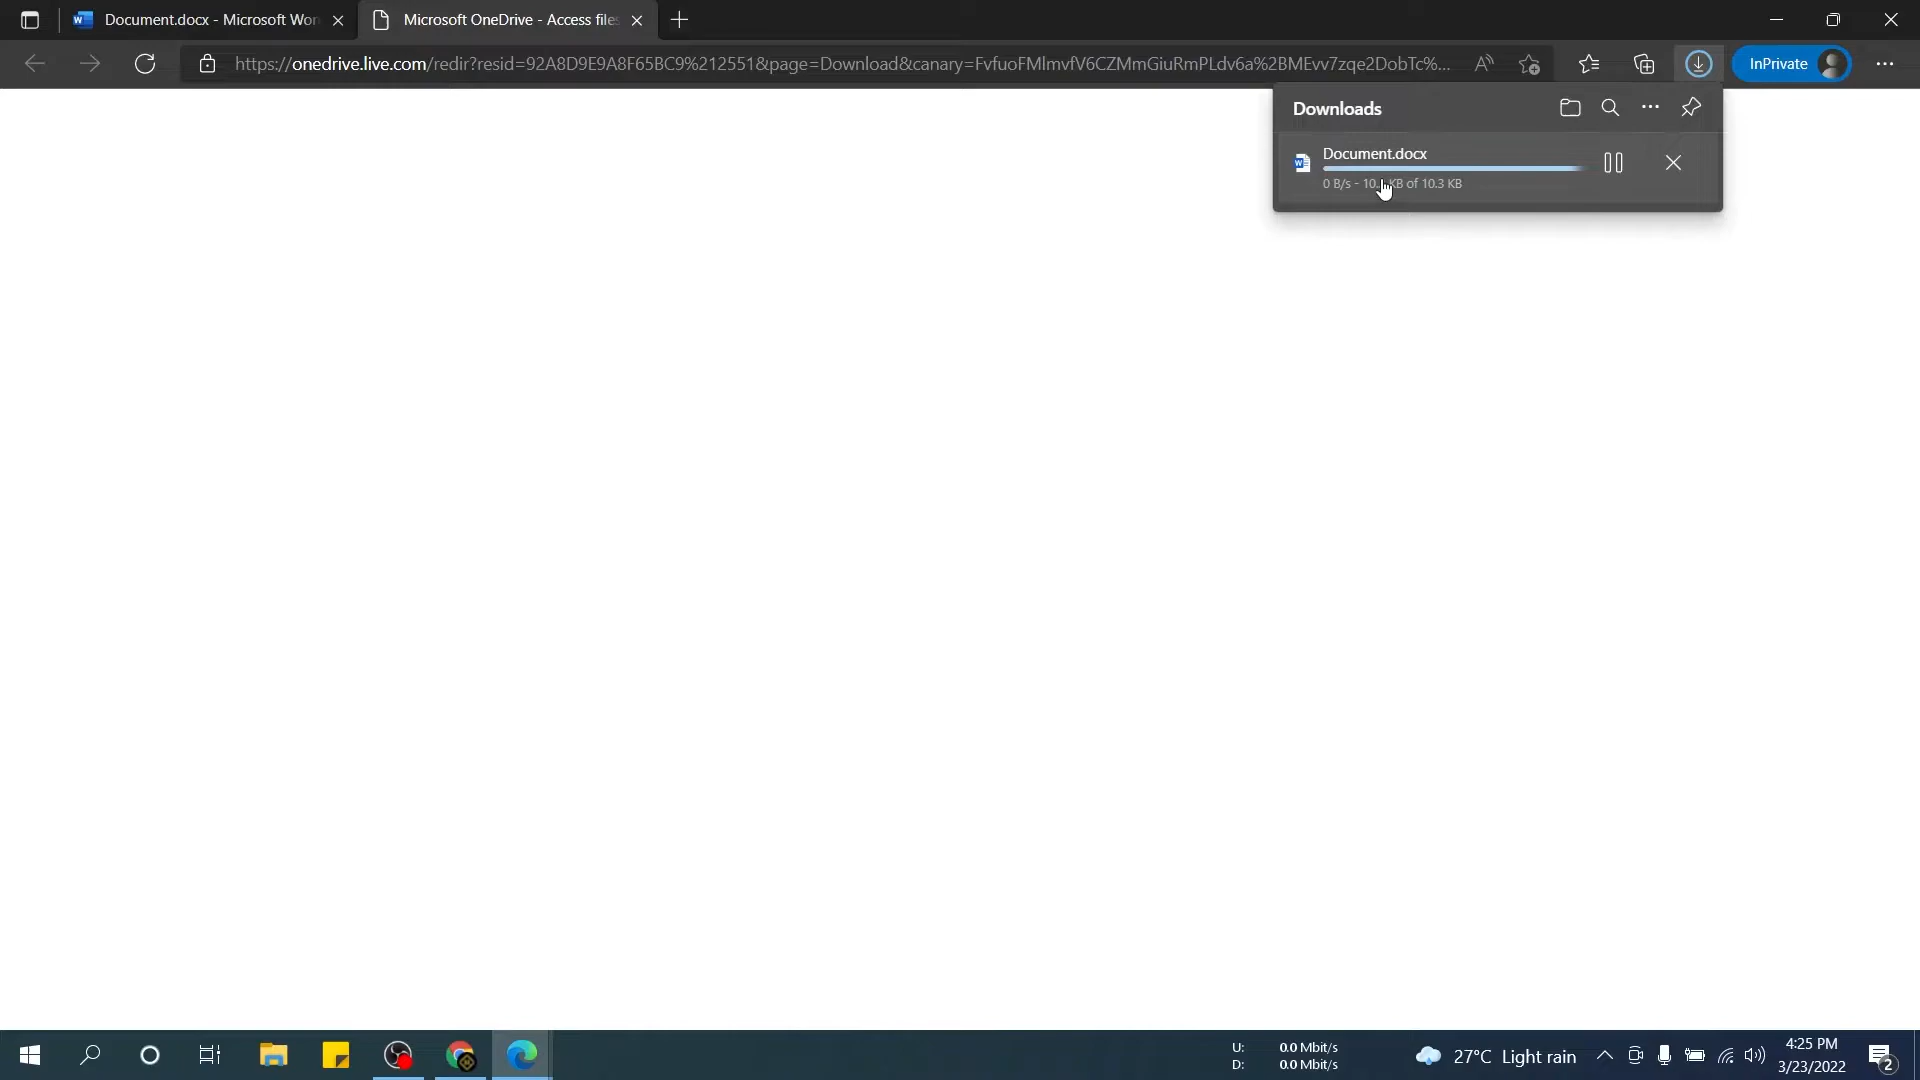 Document.docx - Microsoft Wor
Microsoft OneDrive - Access files
https://onedrive.live.com/redir?resid=92A8D9E9A8F65BC9%212551&page=Download&canary=FvfuoFMlmvfV6CZMmGiuRmPLdv6a%2BMEvv7zqe2DobTc%...
InPrivate
Downloads
Document.docx
0 B/s - 10. KB of 10.3 KB
U: 0.0 Mbit/s
D: 0.0 Mbit/s
27°C Light rain
4:25 PM
3/23/2022
2